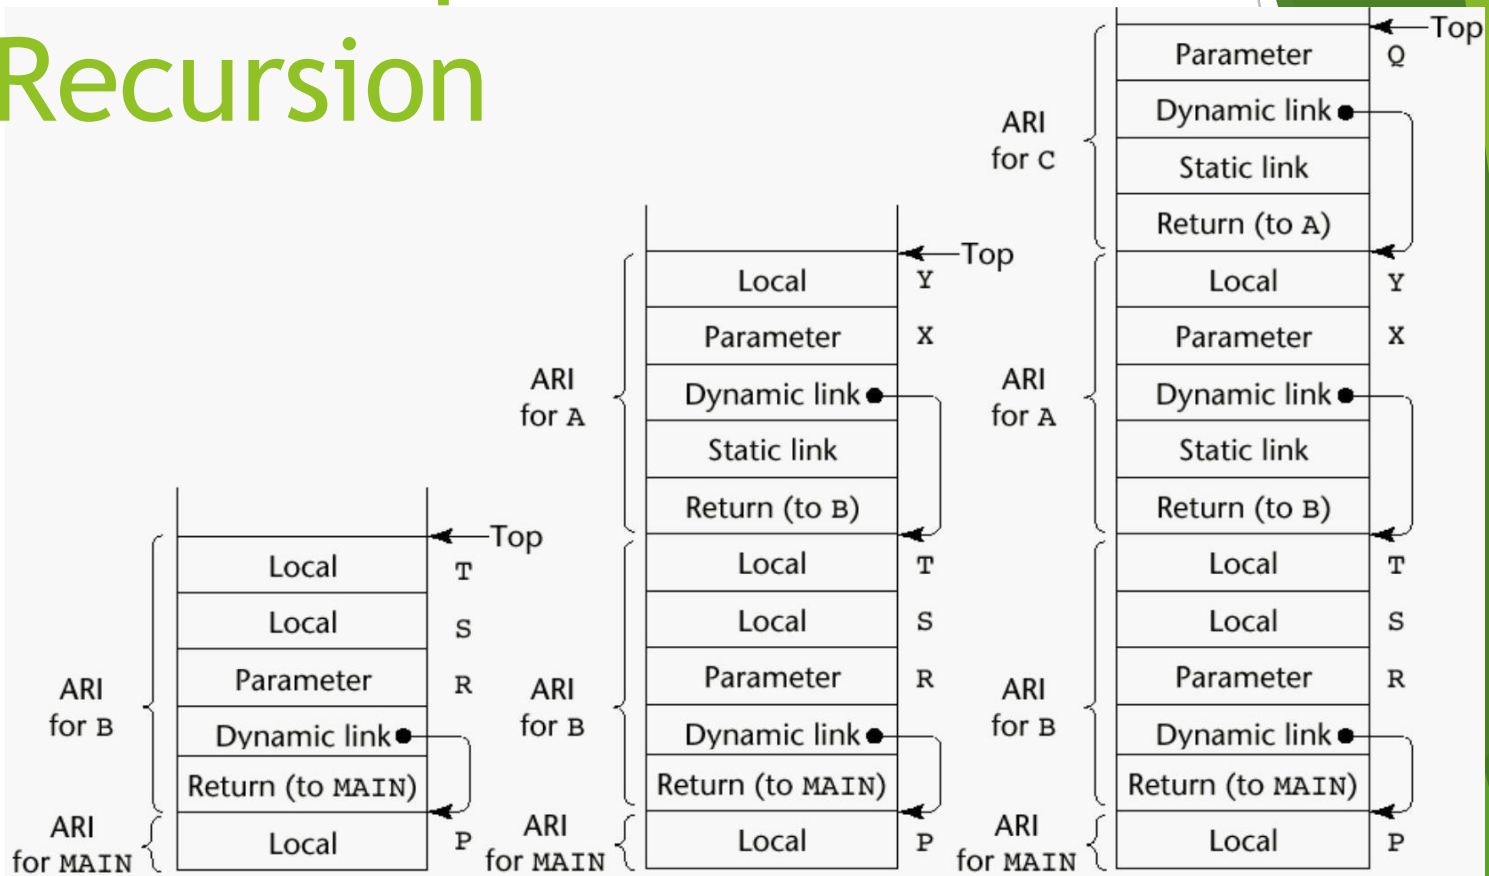 Recursion
Top
Local T
Local S
Parameter R
Dynamic link
Return (to MAIN)
Local P
ARI
for B
ARI
for MAIN
Top
Local Y
Parameter X
Dynamic link
Static link
Return (to B)
Local T
Local S
Parameter R
Dynamic link
Return (to MAIN)
Local P
ARI
for A
ARI
for B
ARI
for MAIN
Top
Parameter Q
Dynamic link
Static link
Return (to A)
Local Y
Parameter X
Dynamic link
Static link
Return (to B)
Local T
Local S
Parameter R
Dynamic link
Return (to MAIN)
Local P
ARI
for C
ARI
for A
ARI
for B
ARI
for MAIN